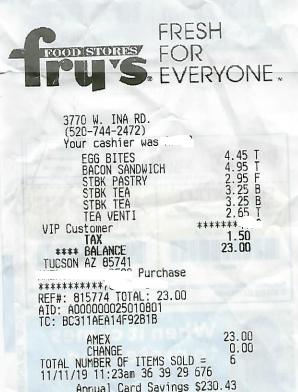 FOOD STORES
fry's
FRESH
FOR
EVERYONE™
3770 W. INA RD.
(520-744-2472)
Your cashier was
EGG BITES 4.45 T
BACON SANDWICH 4.95 T
STBK PASTRY 2.95 F
STBK TEA 3.25 B
STBK TEA 3.25 B
TEA VENTI 2.65 T
VIP Customer *******
TAX 1.50
**** BALANCE 23.00
TUCSON AZ 85741
Purchase
***********
REF#: 815774 TOTAL: 23.00
AID: A000000025010801
TC: BC311AEA14F92B1B
AMEX 23.00
CHANGE 0.00
TOTAL NUMBER OF ITEMS SOLD = 6
11/11/19 11:23am 36 39 29 676
Annual Card Savings $230.43